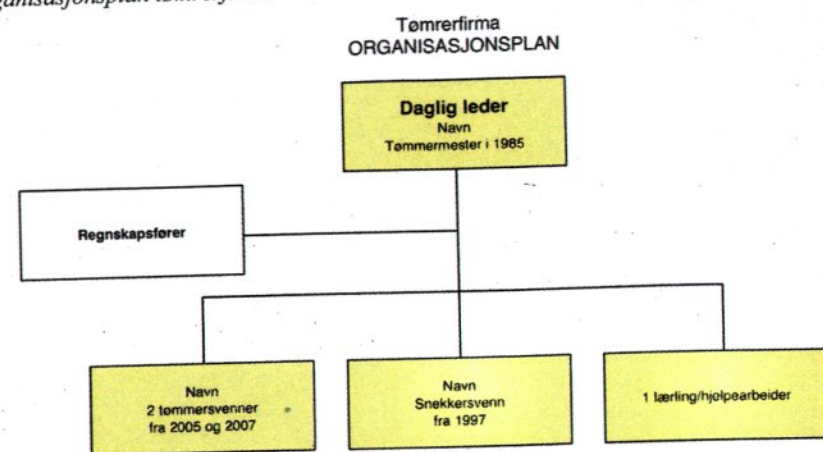 Tømrerfirma
ORGANISASJONSPLAN
Daglig leder
Navn
Tømmermester i 1985
Regnskapsfører
Navn
2 tømmersvenner
fra 2005 og 2007
Navn
Snekkersvenn
fra 1997
1 lærling/hjelpearbeider